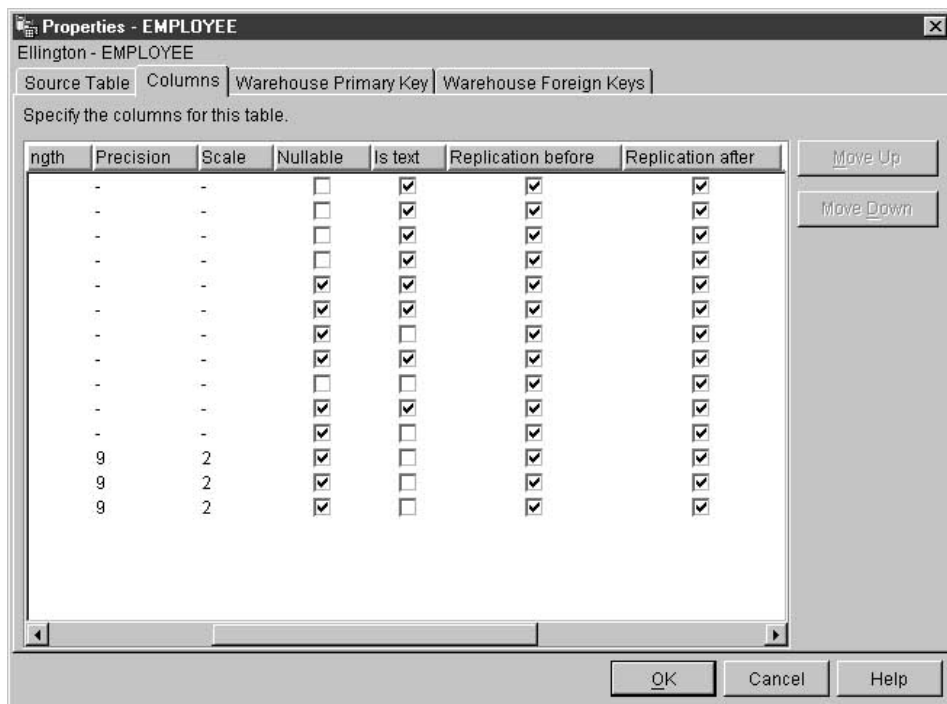 Properties - EMPLOYEE
Ellington - EMPLOYEE
Source Table Columns Warehouse Primary Key Warehouse Foreign Keys
Specify the columns for this table.
ngth Precision Scale Nullable Is text Replication before Replication after
- -
- -
- -
- -
- -
- -
- -
- -
- -
- -
- -
9 2
9 2
9 2
Move Up
Move Down
OK Cancel Help